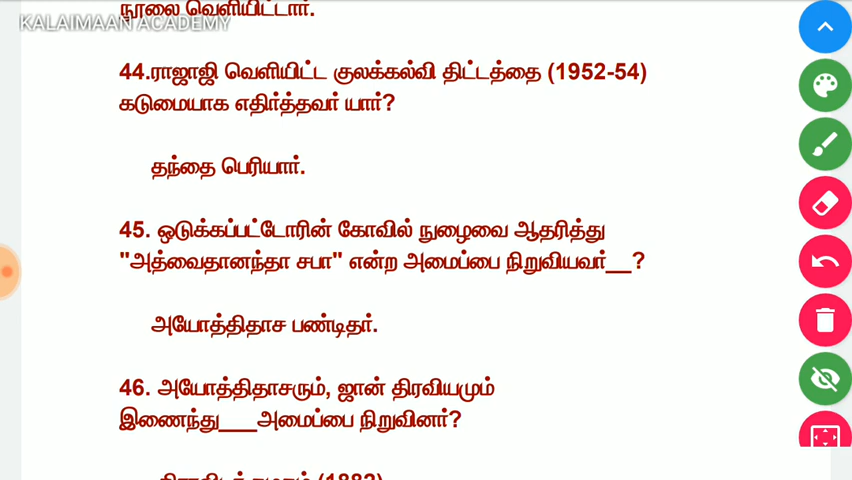 நூலை வெளியிட்டார்.
KALAIMAAN ACADEMY
44.ராஜாஜி வெளியிட்ட குலக்கல்வி திட்டத்தை (1952-54)
கடுமையாக எதிர்த்தவர் யார்?
தந்தை பெரியார்.
45. ஒடுக்கப்பட்டோரின் கோவில் நுழைவை ஆதரித்து
"அத்வைதானந்தா சபா" என்ற அமைப்பை நிறுவியவர்__?
அயோத்திதாச பண்டிதர்.
46. அயோத்திதாசரும், ஜான் திரவியமும்
இணைந்து___அமைப்பை நிறுவினர்?
(1882)